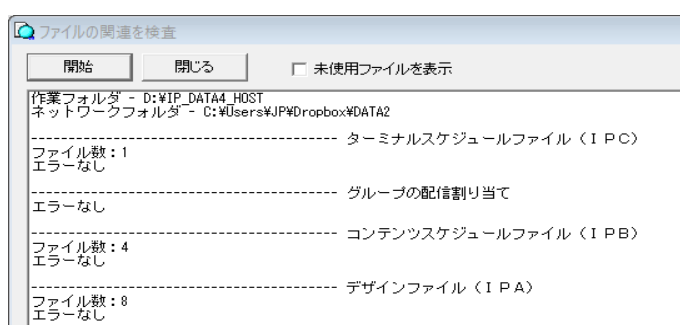 ファイルの関連を検査
開始 閉じる 未使用ファイルを表示
作業フォルダ - D:¥IP_DATA4_HOST
ネットワークフォルダ - C:¥Users¥JP¥Dropbox¥DATA2
------------------------------------- ターミナルスケジュールファイル（ＩＰＣ）
ファイル数：1
エラーなし
------------------------------------- グループの配信割り当て
エラーなし
------------------------------------- コンテンツスケジュールファイル（ＩＰＢ）
ファイル数：4
エラーなし
------------------------------------- デザインファイル（ＩＰＡ）
ファイル数：8
エラーなし